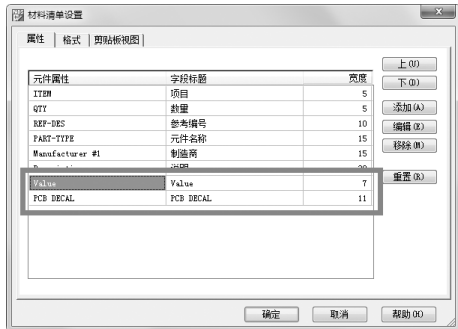 材料清单设置
属性 格式 剪贴板视图
上(U)
元件属性 字段标题 宽度 下(D)
ITEM 项目 5
QTY 数量 5 添加(A)
REF-DES 参考编号 10 编辑(E)
PART-TYPE 元件名称 15 移除(M)
Manufacturer #1 制造商 15
Value Value 7 重置(R)
PCB DECAL PCB DECAL 11
确定 取消 帮助(H)